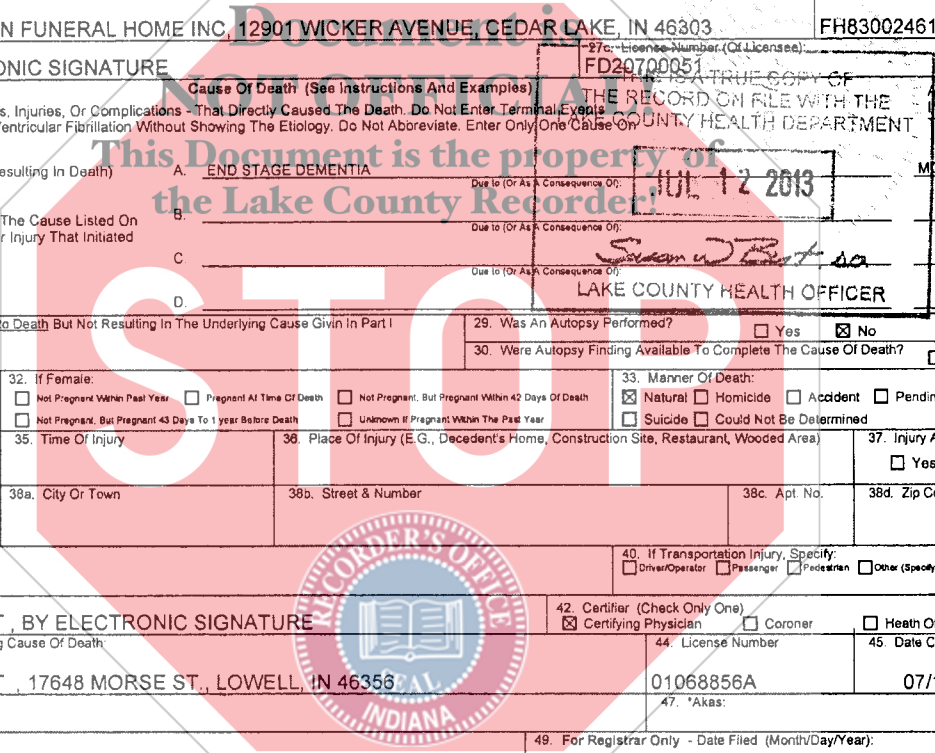 N FUNERAL HOME INC, 12901 WICKER AVENUE, CEDAR LAKE, IN 46303 FH83002461
Document is
27c. License Number (Of Licensee):
ONIC SIGNATURE FD20700051
NOT OFFICIAL
THIS IS A TRUE COPY OF
Cause Of Death (See Instructions And Examples)
THE RECORD ON FILE WITH THE
s, Injuries, Or Complications - That Directly Caused The Death. Do Not Enter Terminal Events
LAKE COUNTY HEALTH DEPARTMENT
entricular Fibrillation Without Showing The Etiology. Do Not Abbreviate. Enter Only One Cause On
This Document is the property of
the Lake County Recorder!
esulting In Death) A. END STAGE DEMENTIA
Due to (Or As A Consequence Of):
JUL 12 2013
The Cause Listed On B.
Due to (Or As A Consequence Of):
r Injury That Initiated
C.
Due to (Or As A Consequence Of):
LAKE COUNTY HEALTH OFFICER
D.
STOP
to Death But Not Resulting In The Underlying Cause Givin In Part I 29. Was An Autopsy Performed? Yes No
30. Were Autopsy Finding Available To Complete The Cause Of Death?
32. If Female: 33. Manner Of Death:
Not Pregnant Within Past Year Pregnant At Time Of Death Not Pregnant, But Pregnant Within 42 Days Of Death Natural Homicide Accident Pendin
Not Pregnant, But Pregnant 43 Days To 1 year Before Death Unknown If Pregnant Within The Past Year Suicide Could Not Be Determined
35. Time Of Injury 36. Place Of Injury (E.G., Decedent's Home, Construction Site, Restaurant, Wooded Area) 37. Injury A
Yes
38a. City Or Town 38b. Street & Number 38c. Apt. No. 38d. Zip Co
40. If Transportation Injury, Specify:
Driver/Operator Passenger Pedestrian Other (Specify
RECORDER'S OFFICE
42. Certifier (Check Only One)
T , BY ELECTRONIC SIGNATURE Certifying Physician Coroner Heath Of
g Cause Of Death 44. License Number 45. Date C
T , 17648 MORSE ST., LOWELL, IN 46356 01068856A 07/1
SEAL
47. *Akas:
INDIANA
49. For Registrar Only - Date Filed (Month/Day/Year):